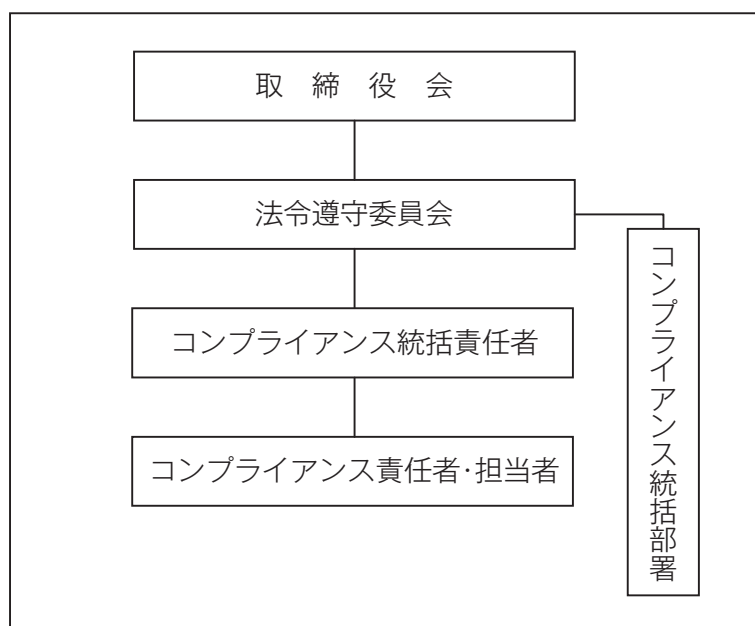 取　締　役　会
法令遵守委員会
コンプライアンス統括責任者
コンプライアンス責任者・担当者
コンプライアンス統括部署